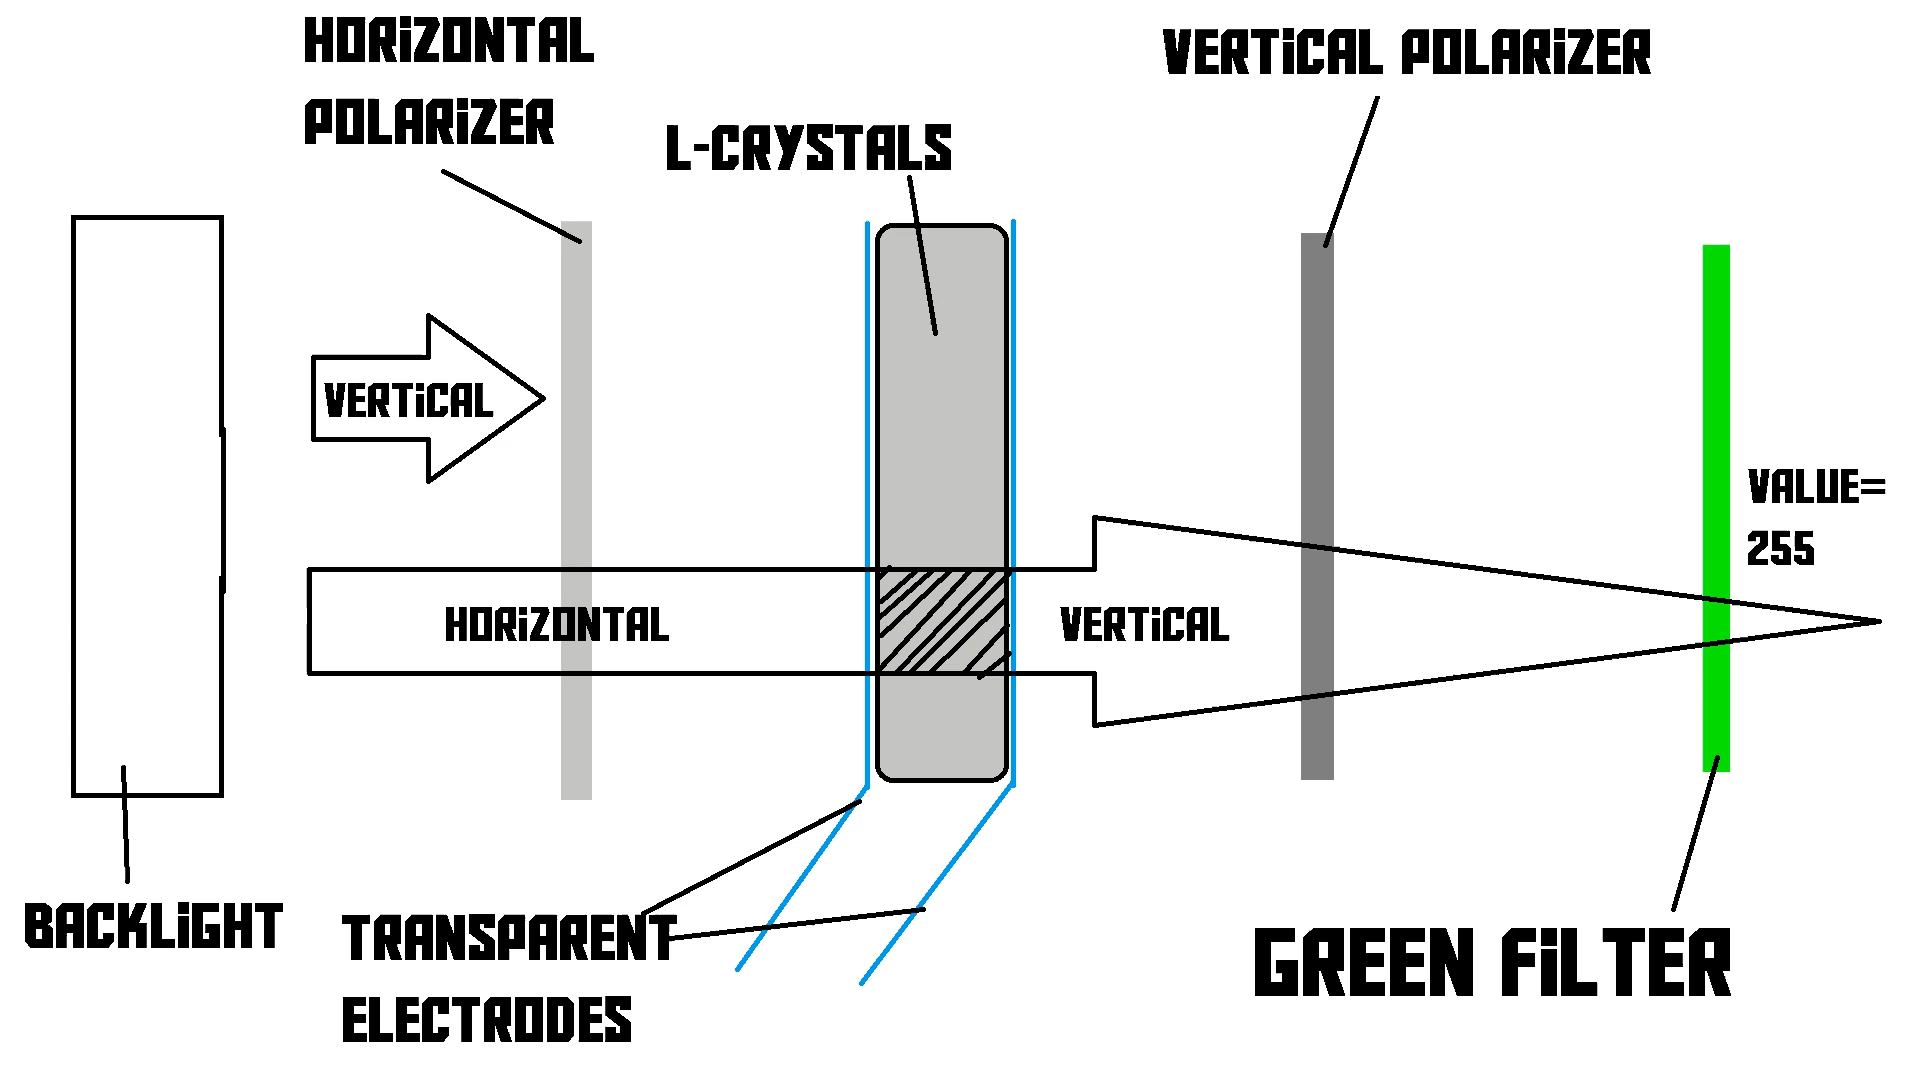 HORiZONTAL
POLARiZER
VERTiCAL POLARiZER
L-CRYSTALS
VERTiCAL
VALUE=
255
HORiZONTAL
VERTiCAL
BACKLiGHT
TRANSPARENT
ELECTRODES
GREEN FiLTER